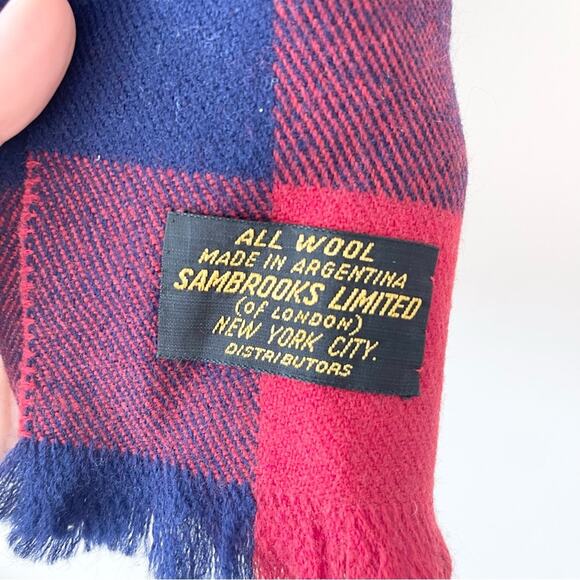 ALL WOOL
MADE IN ARGENTINA
SAMBROOKS LIMITED
(OF LONDON)
NEW YORK CITY.
DISTRIBUTORS